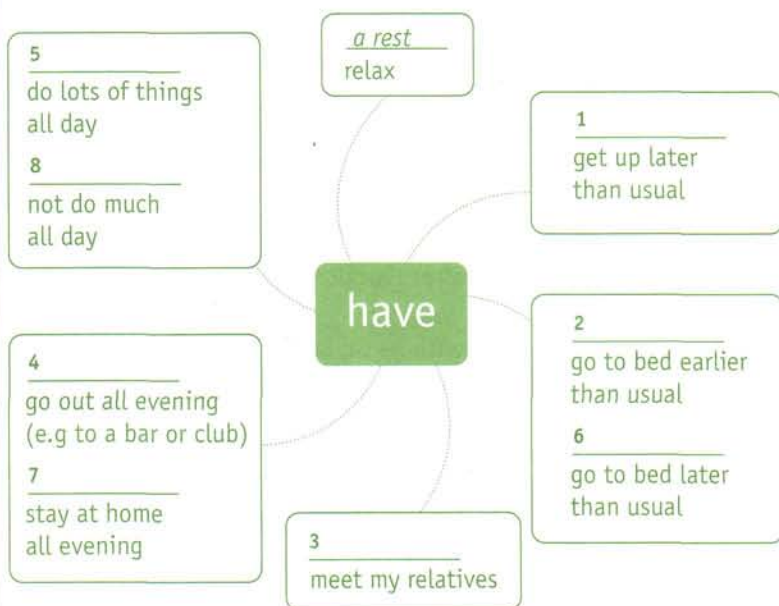 a rest
relax
5
do lots of things
all day
8
not do much
all day
1
get up later
than usual
have
2
go to bed earlier
than usual
6
go to bed later
than usual
4
go out all evening
(e.g to a bar or club)
7
stay at home
all evening
3
meet my relatives